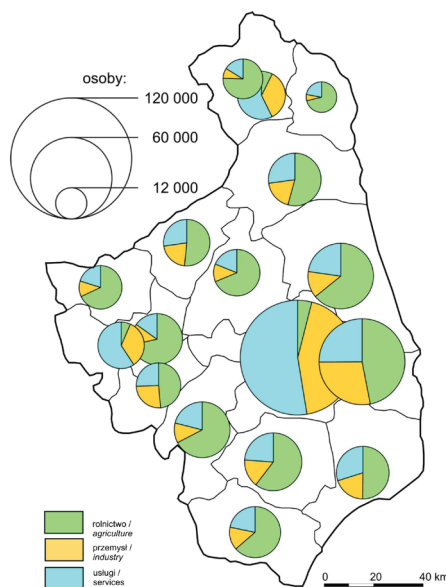 osoby:
120 000
60 000
12 000
rolnictwo /
agriculture
przemysł /
industry
usługi /
services
0
20
40 km